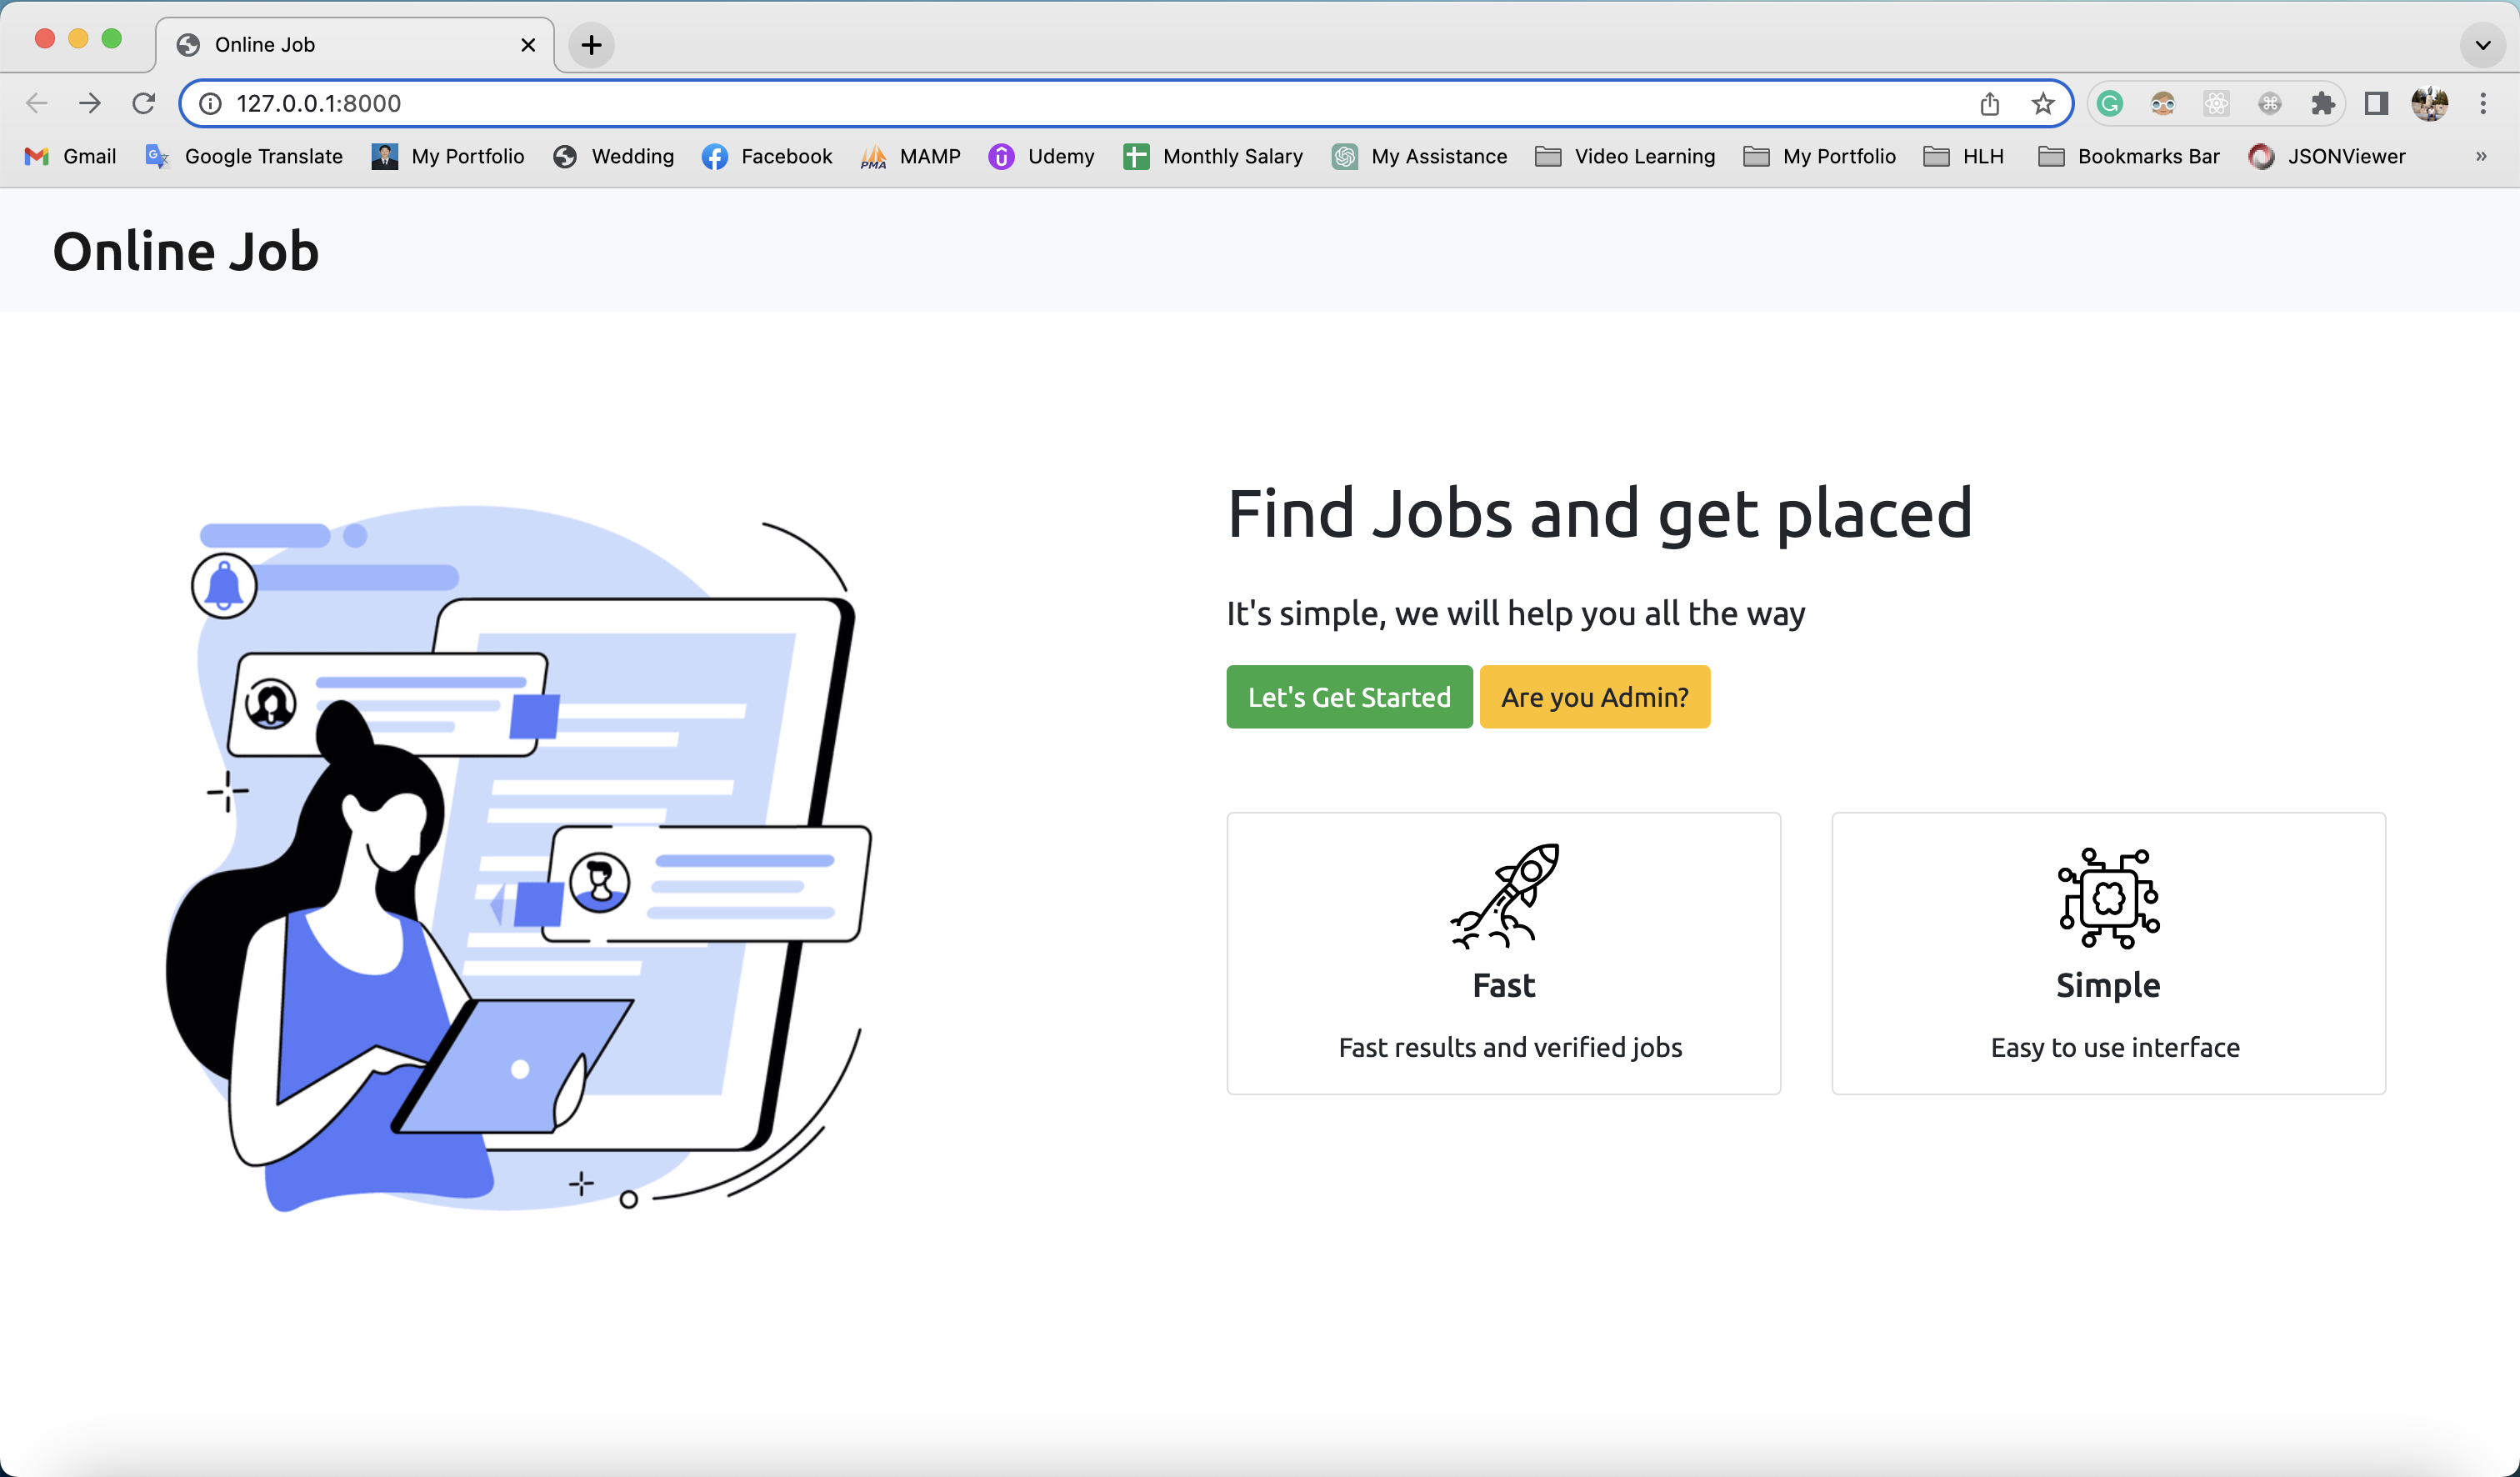 Online Job
127.0.0.1:8000
Gmail Google Translate My Portfolio Wedding Facebook PMA MAMP Udemy Monthly Salary My Assistance Video Learning My Portfolio HLH Bookmarks Bar JSONViewer »
Online Job
Find Jobs and get placed
It's simple, we will help you all the way
Let's Get Started Are you Admin?
Fast
Fast results and verified jobs
Simple
Easy to use interface